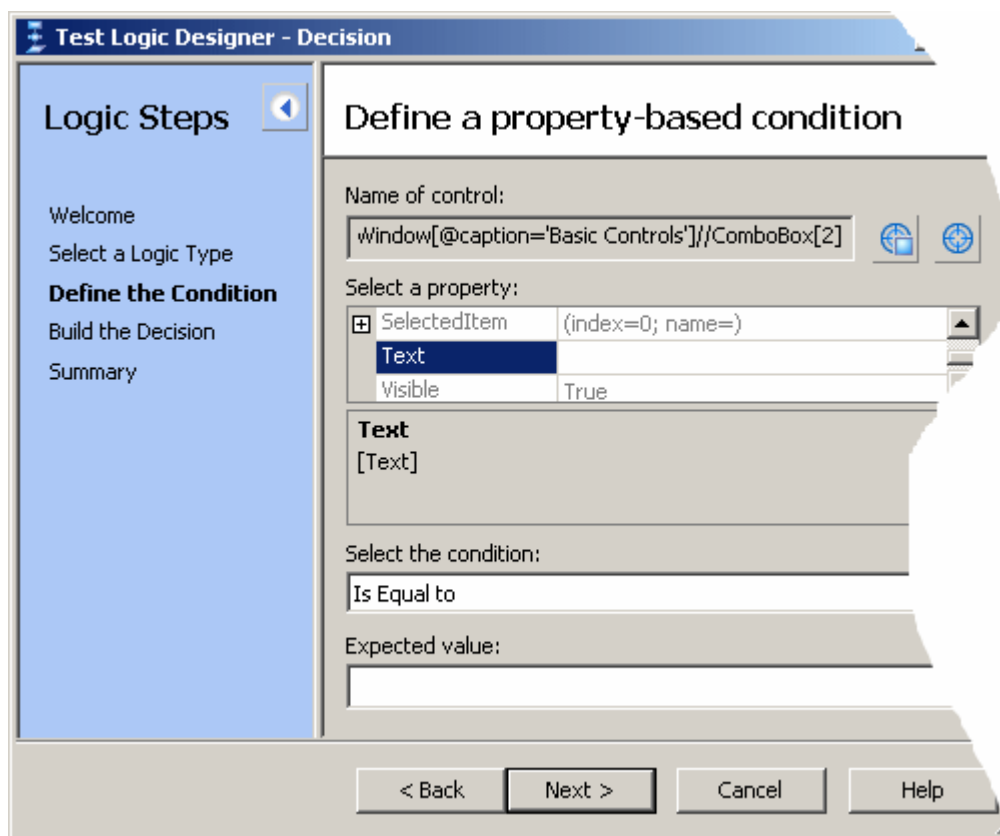 Test Logic Designer - Decision
Logic Steps
Welcome
Select a Logic Type
Define the Condition
Build the Decision
Summary
Define a property-based condition
Name of control:
Window[@caption='Basic Controls']//ComboBox[2]
Select a property:
SelectedItem (index=0; name=)
Text
Visible True
Text
[Text]
Select the condition:
Is Equal to
Expected value:
< Back Next > Cancel Help